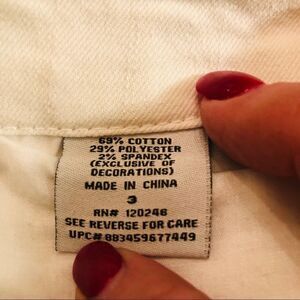 69% COTTON
29% POLYESTER
2% SPANDEX
(EXCLUSIVE OF
DECORATIONS)
MADE IN CHINA
3
RN# 120246
SEE REVERSE FOR CARE
UPC# 883459677449